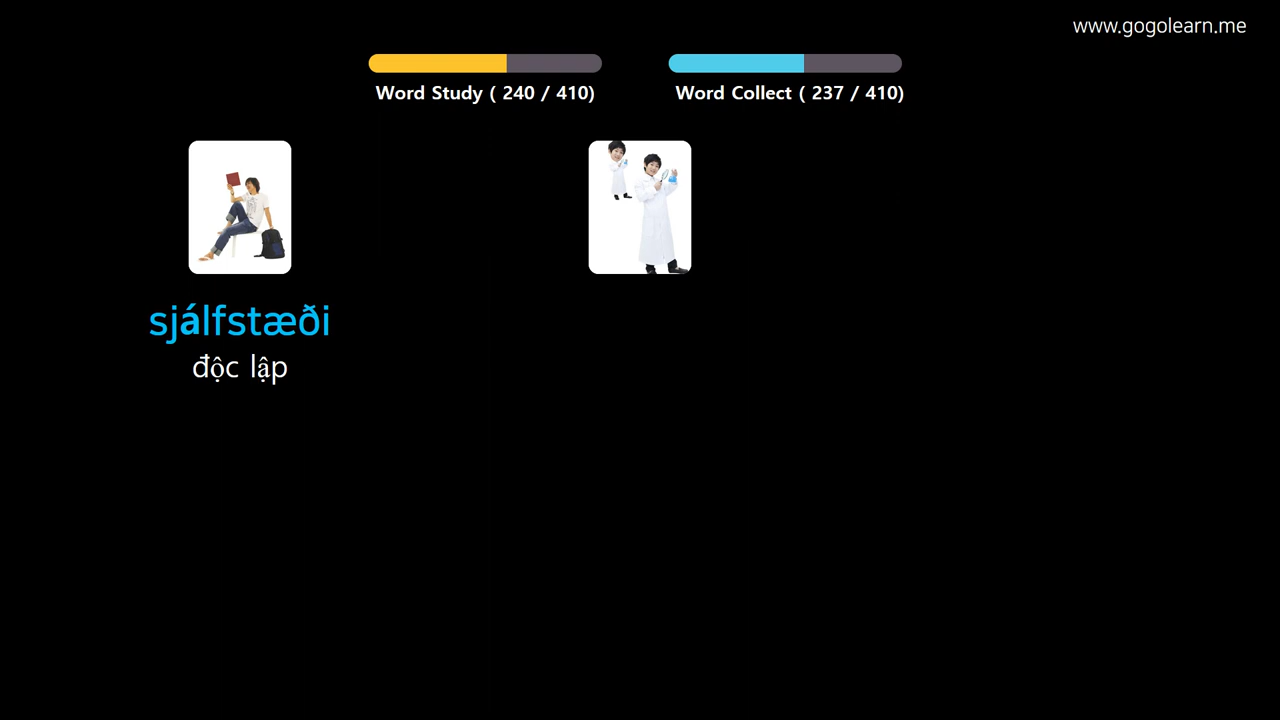 www.gogolearn.me
Word Study ( 240 / 410)
Word Collect ( 237 / 410)
sjálfstæði
độc lập